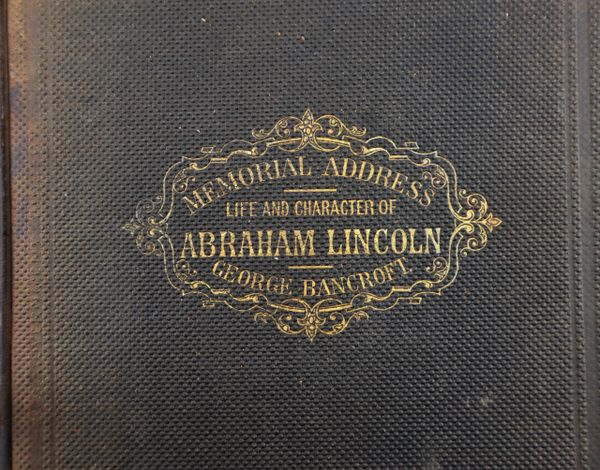 MEMORIAL ADDRESS
LIFE AND CHARACTER OF
ABRAHAM LINCOLN
GEORGE BANCROFT.